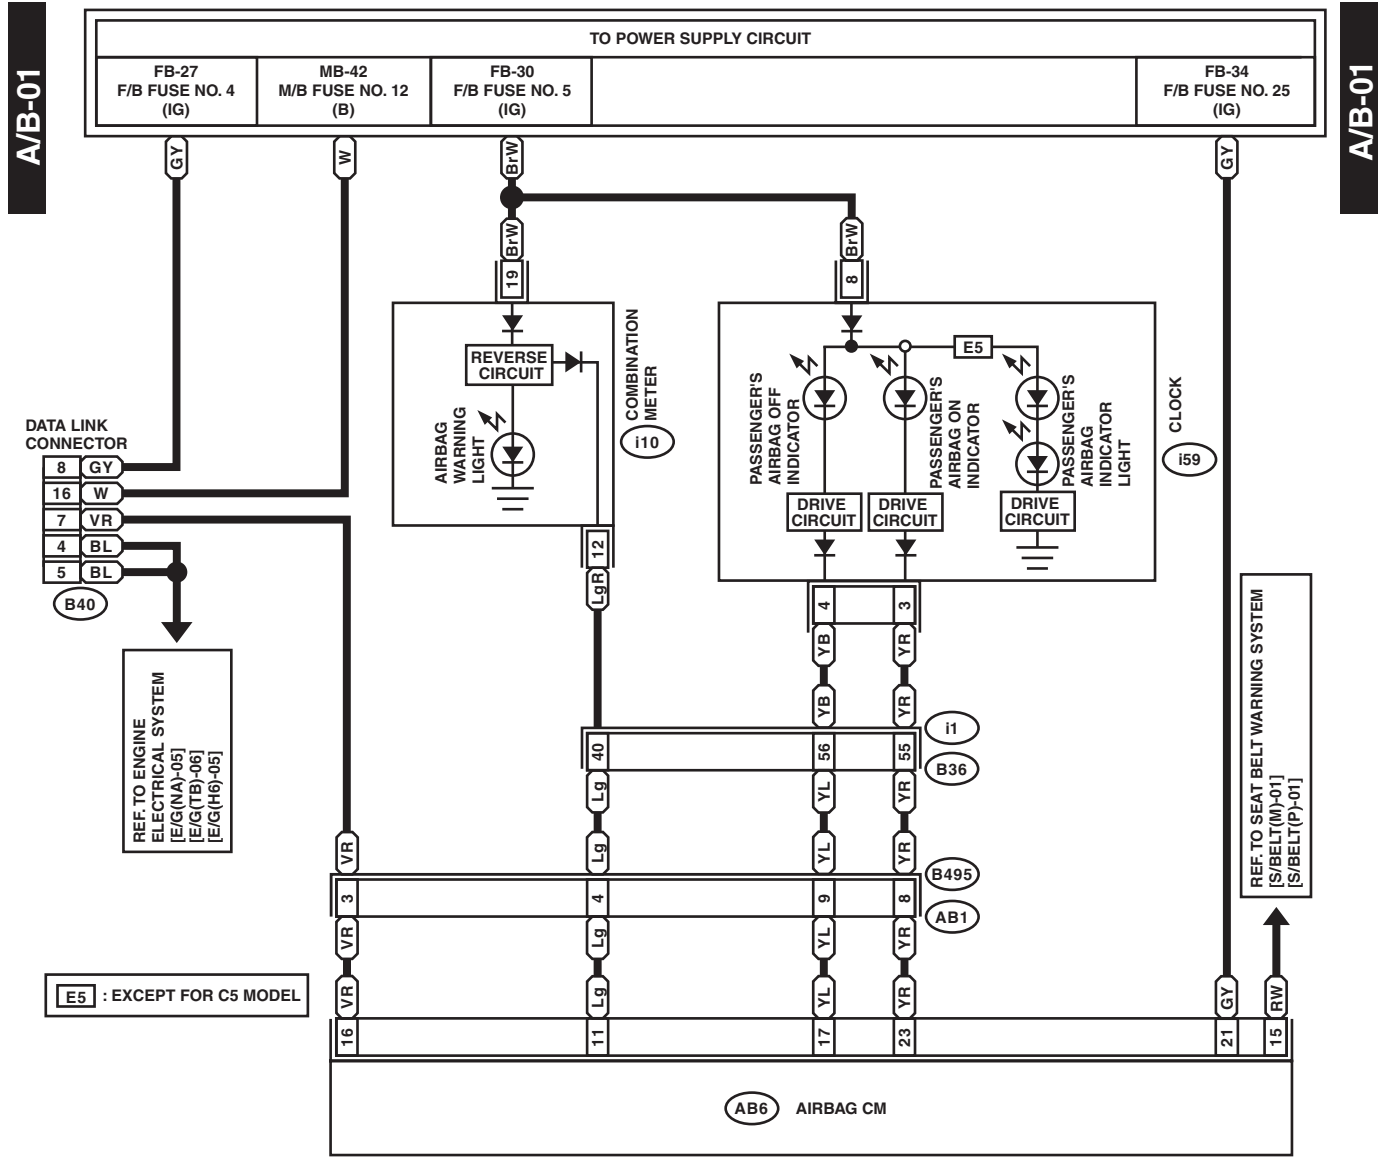 A/B-01
A/B-01
TO POWER SUPPLY CIRCUIT
FB-27
F/B FUSE NO. 4
(IG)
MB-42
M/B FUSE NO. 12
(B)
FB-30
F/B FUSE NO. 5
(IG)
FB-34
F/B FUSE NO. 25
(IG)
GY
W
BrW
GY
BrW
BrW
19
8
REVERSE
CIRCUIT
AIRBAG
WARNING
LIGHT
COMBINATION
METER
i10
E5
PASSENGER'S
AIRBAG OFF
INDICATOR
PASSENGER'S
AIRBAG ON
INDICATOR
PASSENGER'S
AIRBAG
INDICATOR
LIGHT
DRIVE
CIRCUIT
DRIVE
CIRCUIT
DRIVE
CIRCUIT
CLOCK
i59
DATA LINK
CONNECTOR
8 GY
16 W
7 VR
4 BL
5 BL
B40
12
LgR
4
3
YB
YR
YB
YR
i1
40
56
55
B36
Lg
YL
YR
REF. TO ENGINE
ELECTRICAL SYSTEM
[E/G(NA)-05]
[E/G(TB)-06]
[E/G(H6)-05]
REF. TO SEAT BELT WARNING SYSTEM
[S/BELT(M)-01]
[S/BELT(P)-01]
VR
Lg
YL
YR
B495
3
4
9
8
AB1
VR
Lg
YL
YR
E5 : EXCEPT FOR C5 MODEL
VR
Lg
YL
YR
GY
RW
16
11
17
23
21
15
AB6 AIRBAG CM